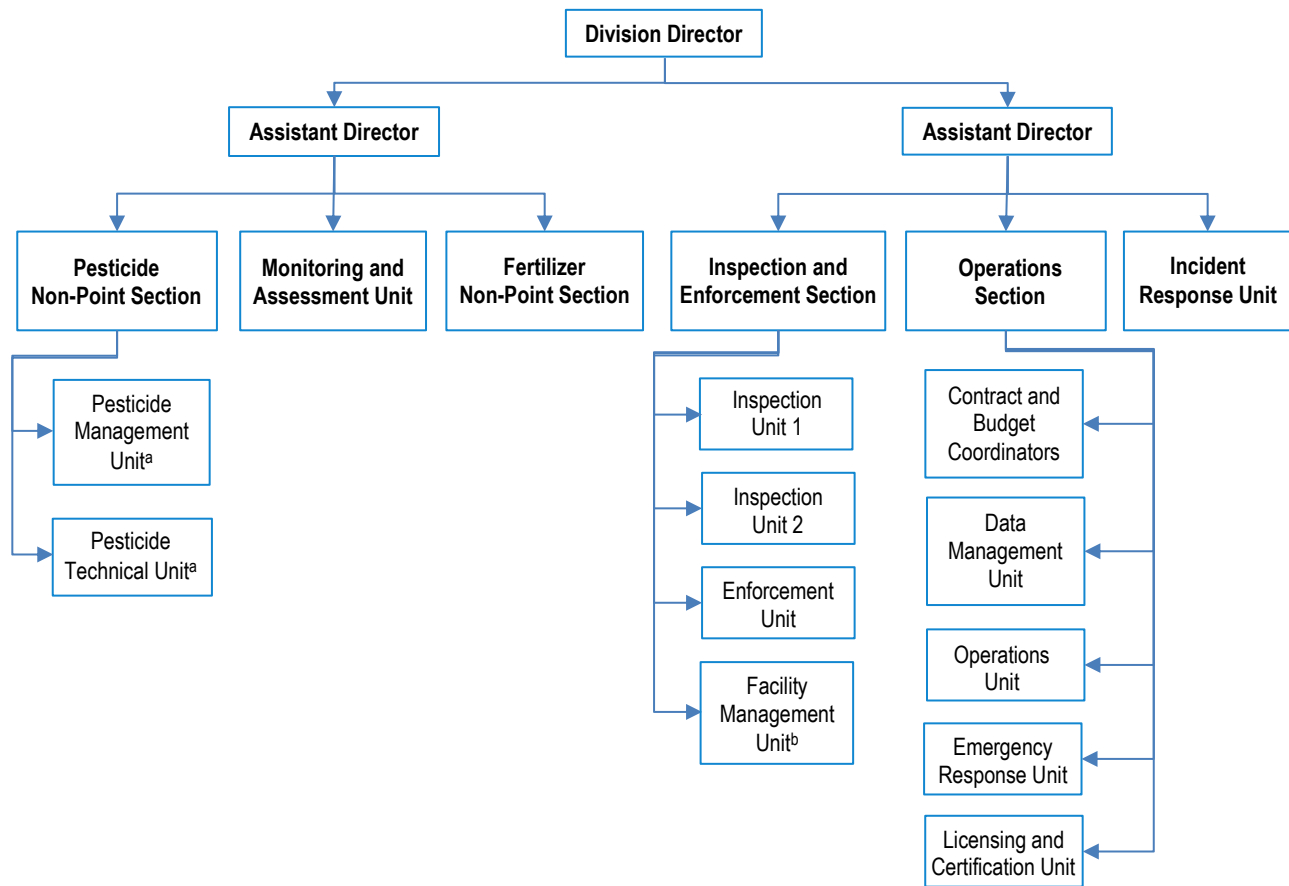 Division Director
Assistant Director
Assistant Director
Pesticide
Non-Point Section
Monitoring and
Assessment Unit
Fertilizer
Non-Point Section
Inspection and
Enforcement Section
Operations
Section
Incident
Response Unit
Pesticide
Management
Unitᵃ
Pesticide
Technical Unitᵃ
Inspection
Unit 1
Inspection
Unit 2
Enforcement
Unit
Facility
Management
Unitᵇ
Contract and
Budget
Coordinators
Data
Management
Unit
Operations
Unit
Emergency
Response Unit
Licensing and
Certification Unit